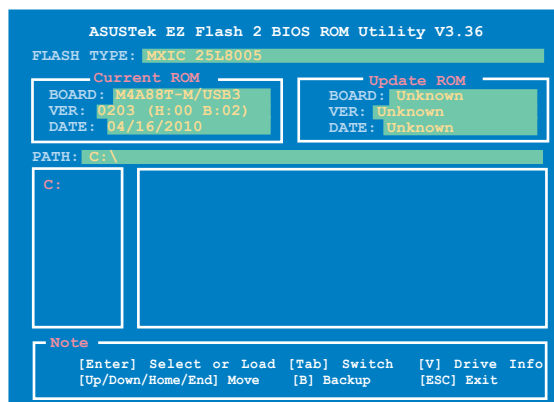 ASUSTek EZ Flash 2 BIOS ROM Utility V3.36
FLASH TYPE: MXIC 25L8005
Current ROM
BOARD: M4A88T-M/USB3
VER: 0203 (H:00 B:02)
DATE: 04/16/2010
Update ROM
BOARD: Unknown
VER: Unknown
DATE: Unknown
PATH: C:\
C:
Note
[Enter] Select or Load [Tab] Switch [V] Drive Info
[Up/Down/Home/End] Move [B] Backup [ESC] Exit